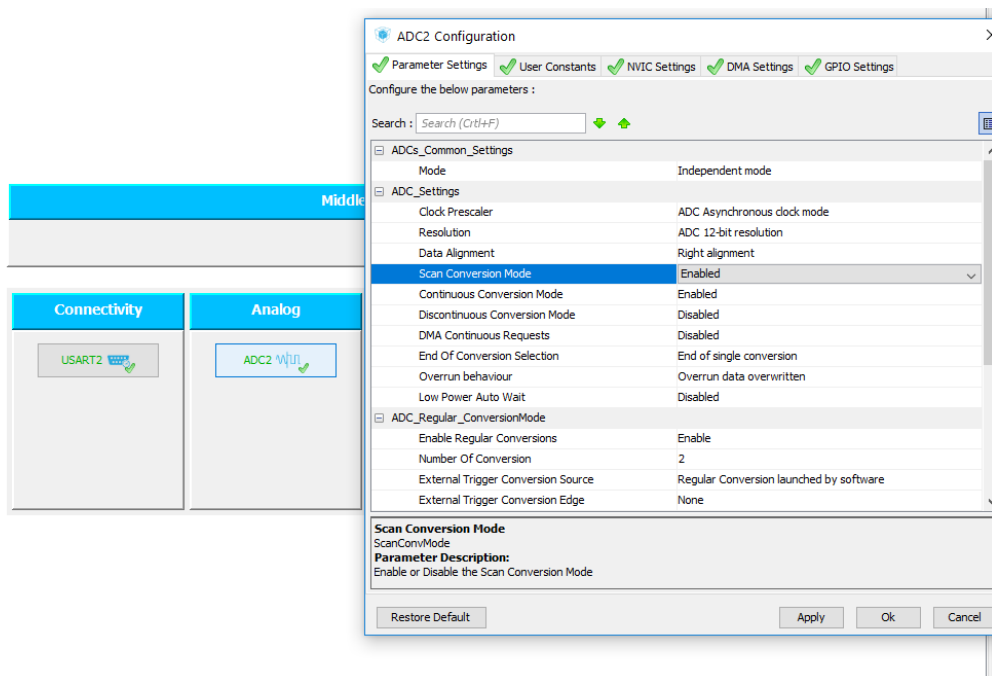 ADC2 Configuration
Parameter Settings User Constants NVIC Settings DMA Settings GPIO Settings
Configure the below parameters :
Search : Search (Crtl+F)
ADCs_Common_Settings
Mode Independent mode
ADC_Settings
Clock Prescaler ADC Asynchronous clock mode
Resolution ADC 12-bit resolution
Data Alignment Right alignment
Scan Conversion Mode Enabled
Continuous Conversion Mode Enabled
Discontinuous Conversion Mode Disabled
DMA Continuous Requests Disabled
End Of Conversion Selection End of single conversion
Overrun behaviour Overrun data overwritten
Low Power Auto Wait Disabled
ADC_Regular_ConversionMode
Enable Regular Conversions Enable
Number Of Conversion 2
External Trigger Conversion Source Regular Conversion launched by software
External Trigger Conversion Edge None
Scan Conversion Mode
ScanConvMode
Parameter Description:
Enable or Disable the Scan Conversion Mode
Restore Default Apply Ok Cancel
Middle
Connectivity Analog
USART2 ADC2